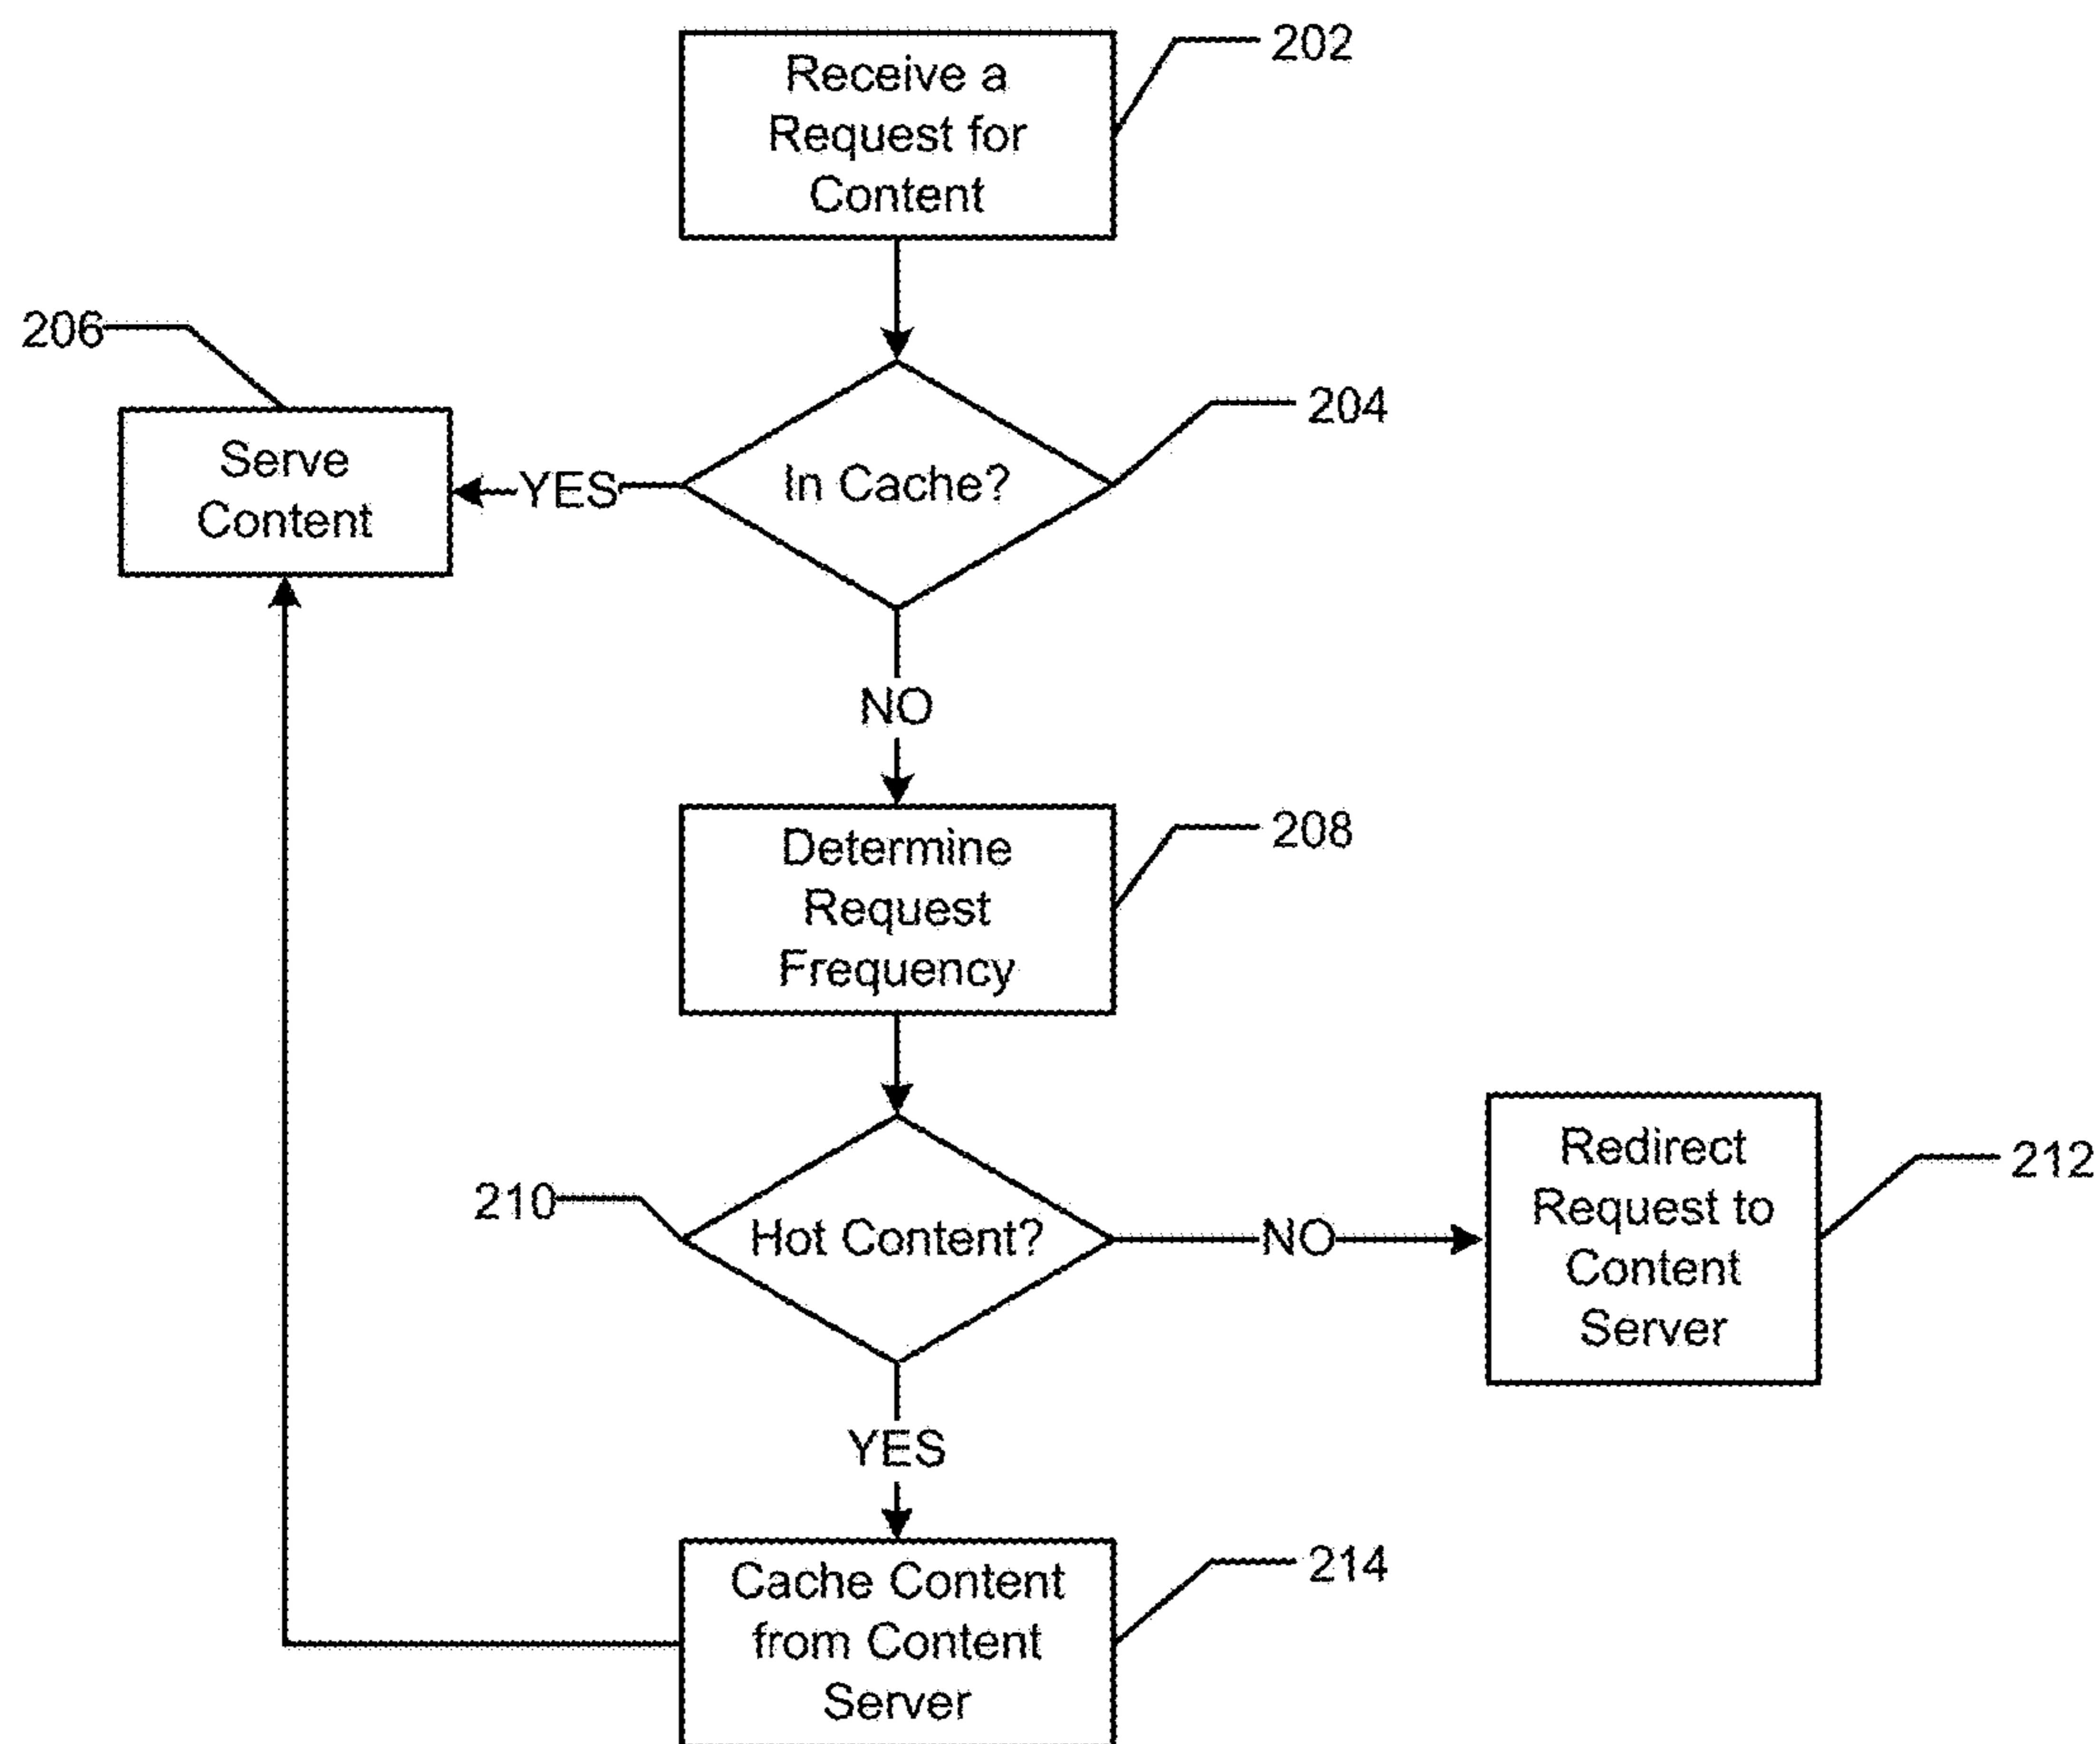 Receive a
Request for
Content
202
206
Serve
Content
YES
In Cache?
204
NO
Determine
Request
Frequency
208
210
Hot Content?
NO
Redirect
Request to
Content
Server
212
YES
Cache Content
from Content
Server
214